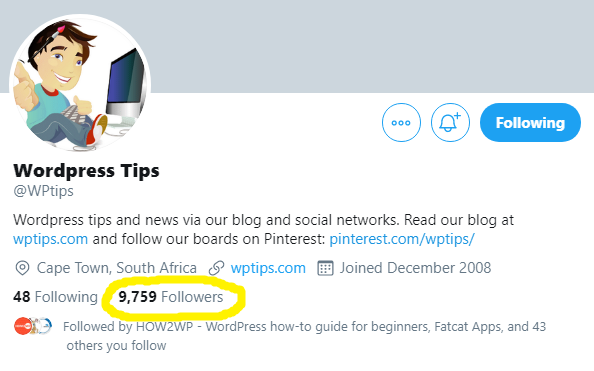 Following
Wordpress Tips
@WPtips
Wordpress tips and news via our blog and social networks. Read our blog at
wptips.com and follow our boards on Pinterest: pinterest.com/wptips/
Cape Town, South Africa wptips.com Joined December 2008
48 Following 9,759 Followers
Followed by HOW2WP - WordPress how-to guide for beginners, Fatcat Apps, and 43
others you follow